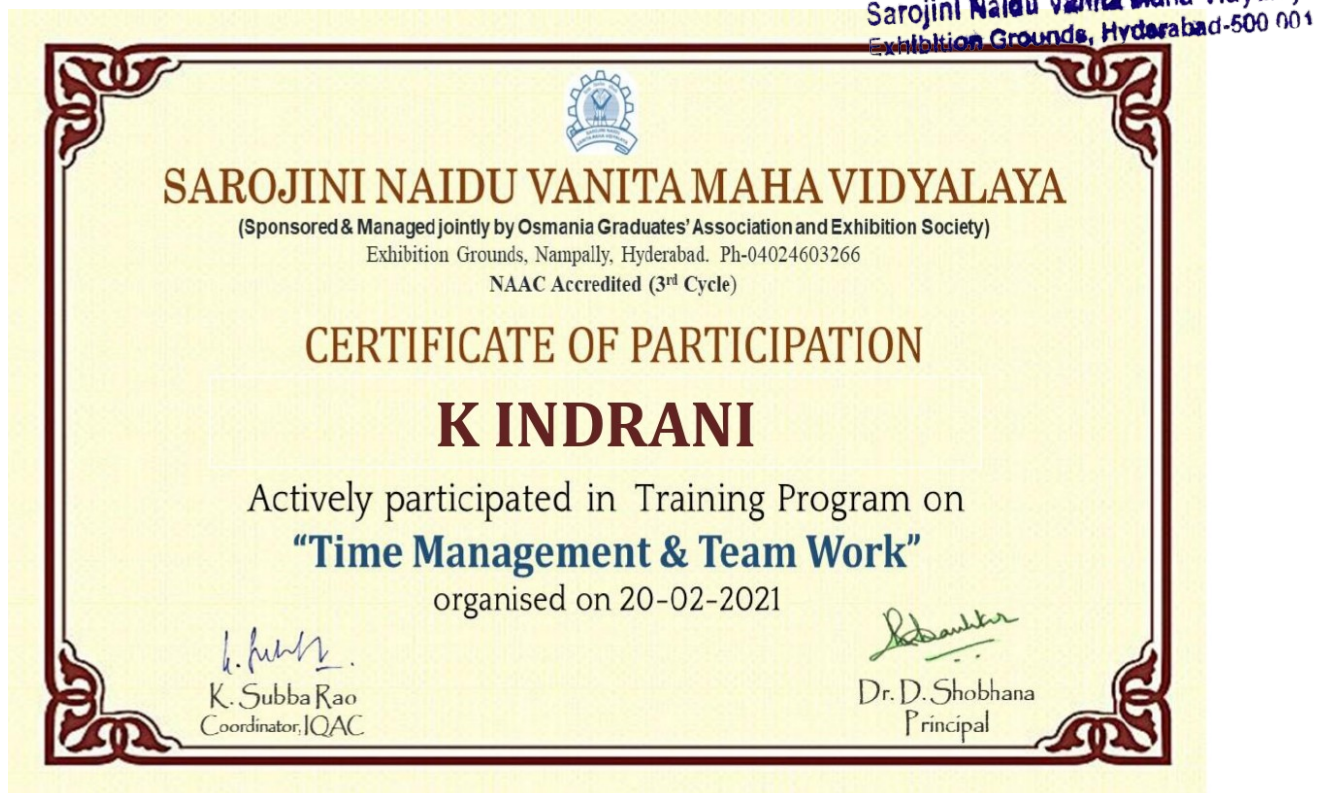 Sarojini Naidu Vanita Maha
Exhibition Grounds, Hyderabad-500 001
SAROJINI NAIDU VANITA MAHA VIDYALAYA
(Sponsored & Managed jointly by Osmania Graduates' Association and Exhibition Society)
Exhibition Grounds, Nampally, Hyderabad. Ph-04024603266
NAAC Accredited (3rd Cycle)
CERTIFICATE OF PARTICIPATION
K INDRANI
Actively participated in Training Program on
“Time Management & Team Work”
organised on 20-02-2021
K. Subba Rao
Dr. D. Shobhana
Coordinator, IQAC
Principal